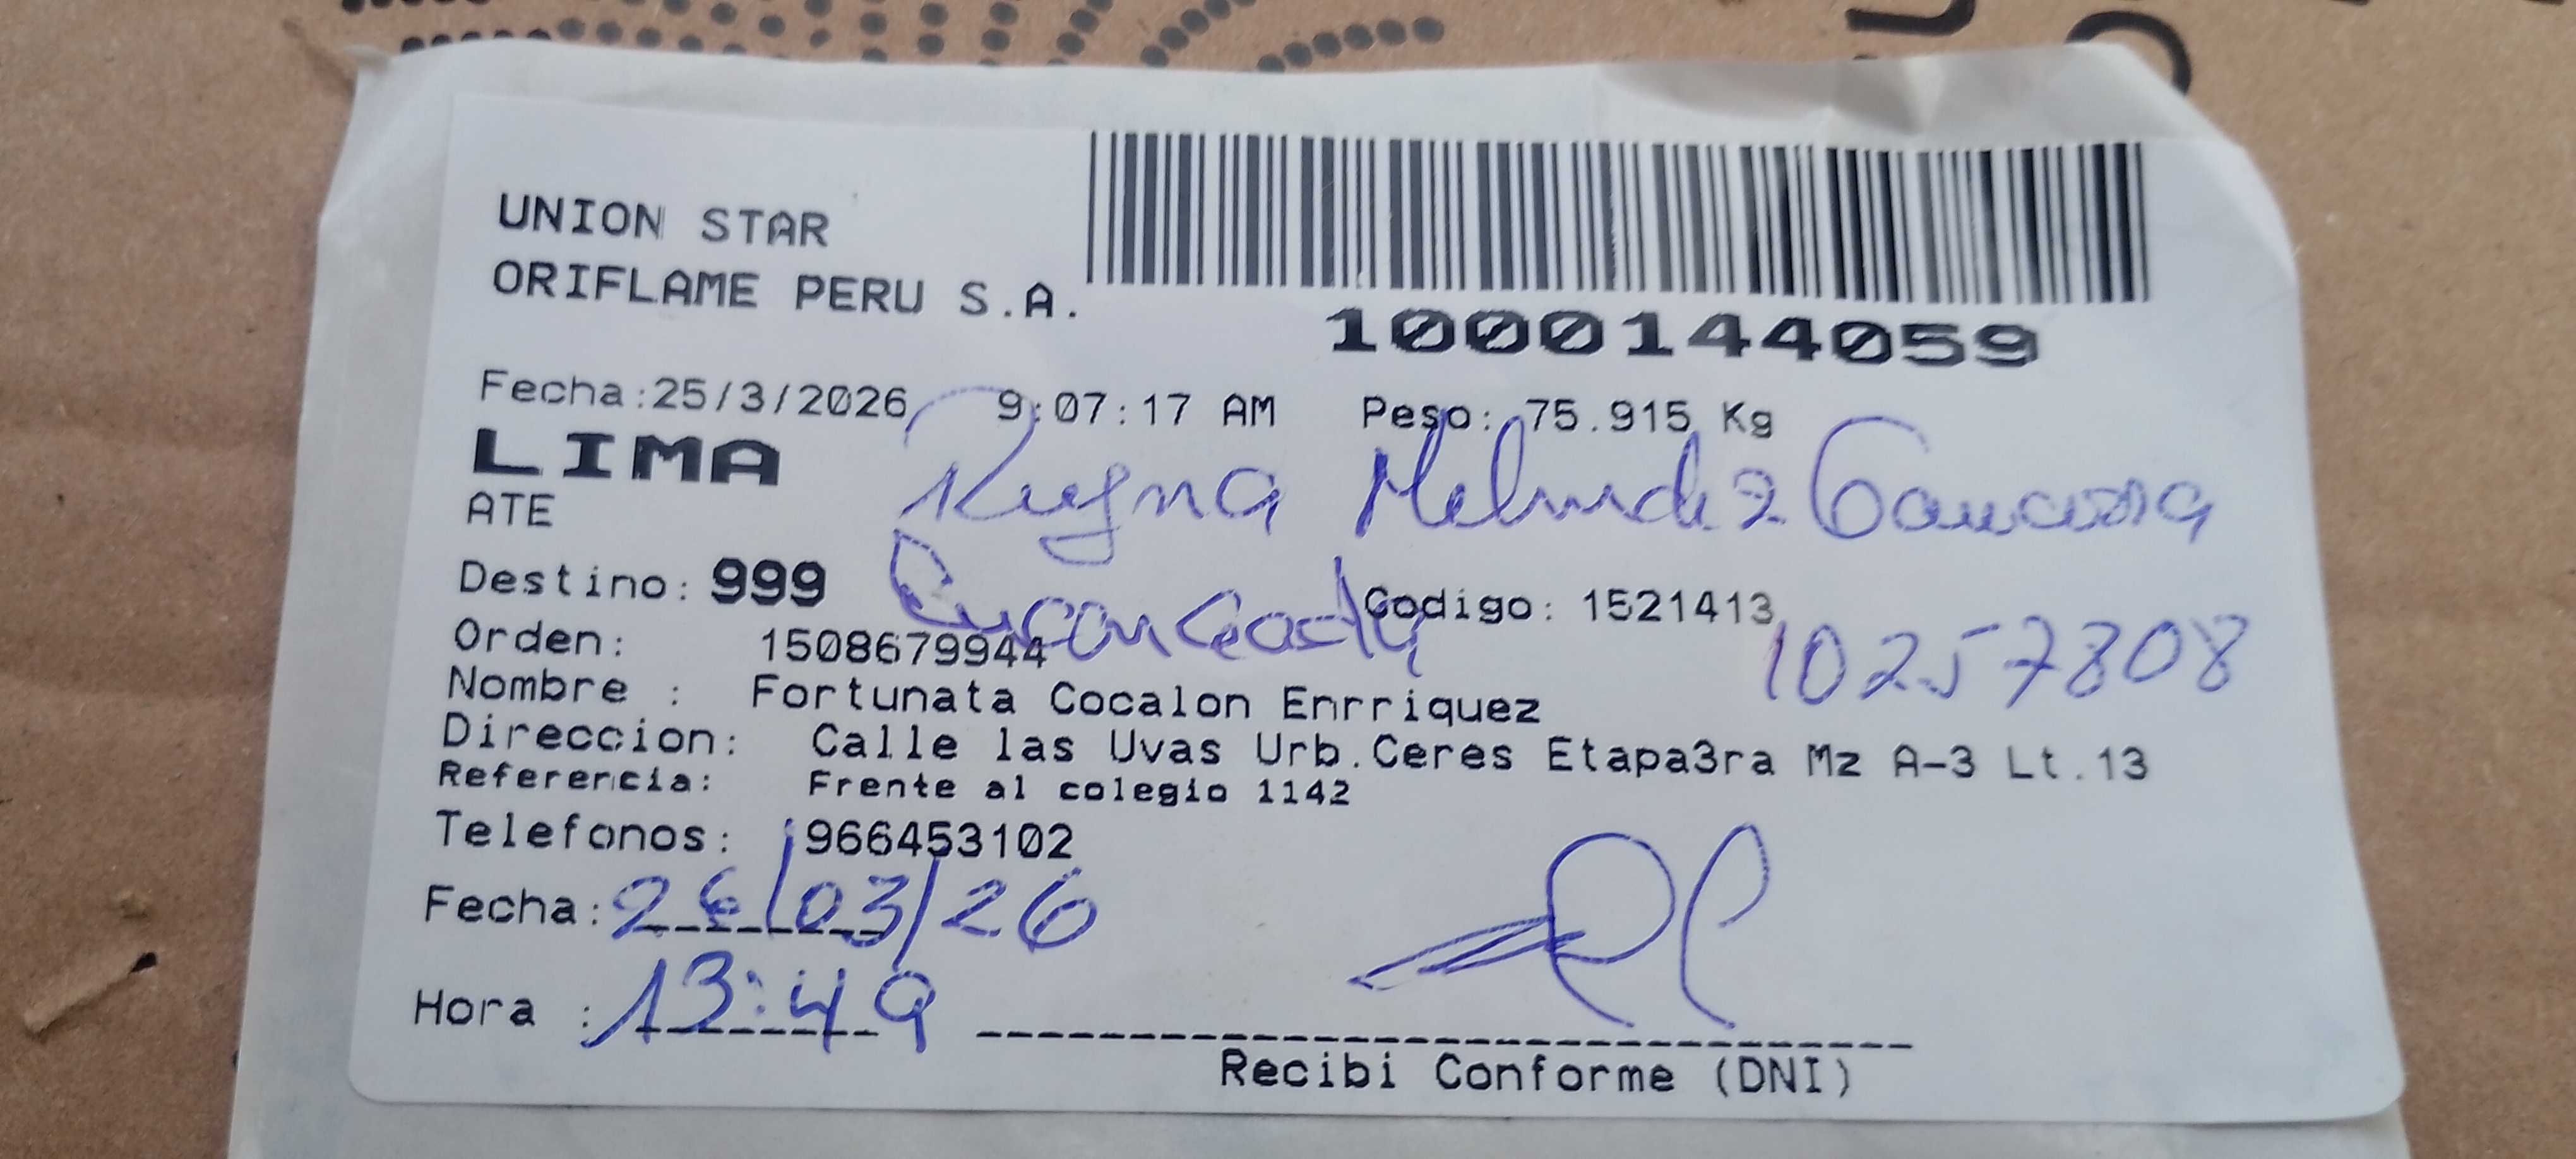 UNION STAR
ORIFLAME PERU S.A.
1000144059
Fecha:25/3/2026 9:07:17 AM Peso: 75.915 Kg
LIMA
ATE
Destino: 999
Codigo: 1521413
Orden: 1508679944
10257808
Nombre : Fortunata Cocalon Enrriquez
Direccion: Calle las Uvas Urb.Ceres Etapa3ra Mz A-3 Lt.13
Referencia: Frente al colegio 1142
Telefonos: 966453102
Fecha: 26/03/26
Hora : 13:49
Recibi Conforme (DNI)